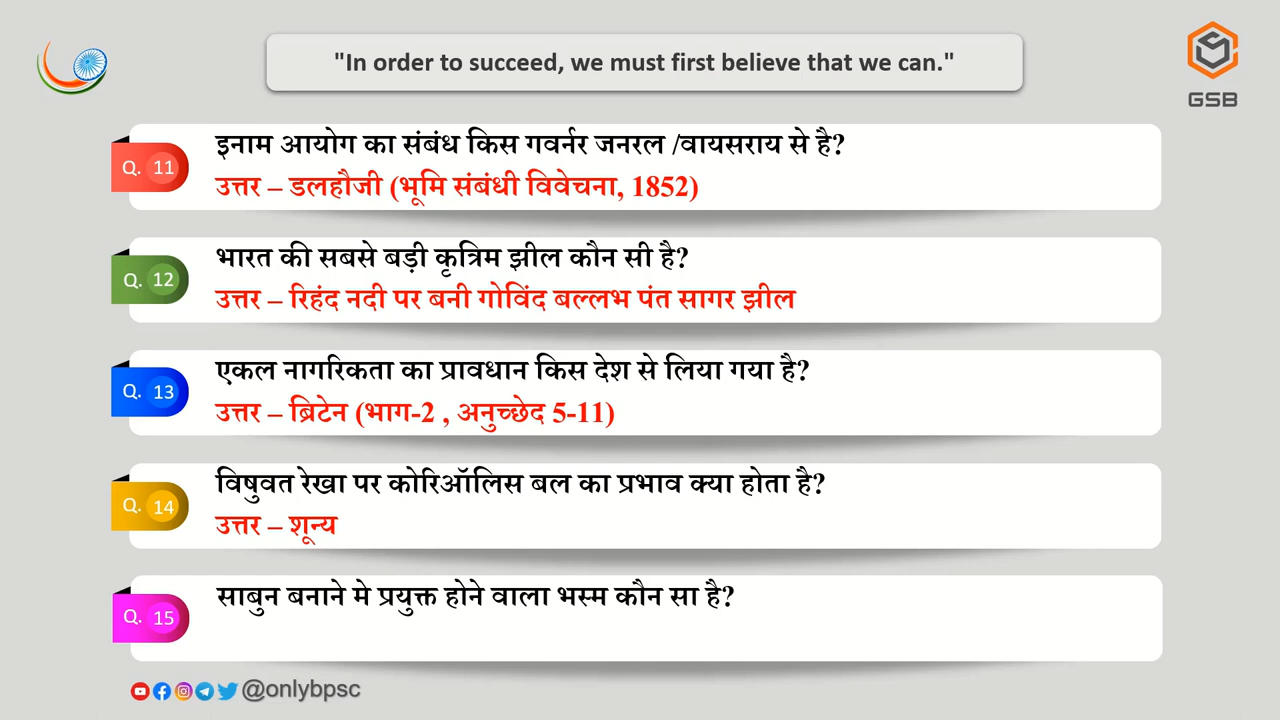 "In order to succeed, we must first believe that we can."
GSB
Q. 11
इनाम आयोग का संबंध किस गवर्नर जनरल /वायसराय से है?
उत्तर – डलहौजी (भूमि संबंधी विवेचना, 1852)
Q. 12
भारत की सबसे बड़ी कृत्रिम झील कौन सी है?
उत्तर – रिहंद नदी पर बनी गोविंद बल्लभ पंत सागर झील
Q. 13
एकल नागरिकता का प्रावधान किस देश से लिया गया है?
उत्तर – ब्रिटेन (भाग-2 , अनुच्छेद 5-11)
Q. 14
विषुवत रेखा पर कोरिऑलिस बल का प्रभाव क्या होता है?
उत्तर – शून्य
Q. 15
साबुन बनाने मे प्रयुक्त होने वाला भस्म कौन सा है?
@onlybpsc